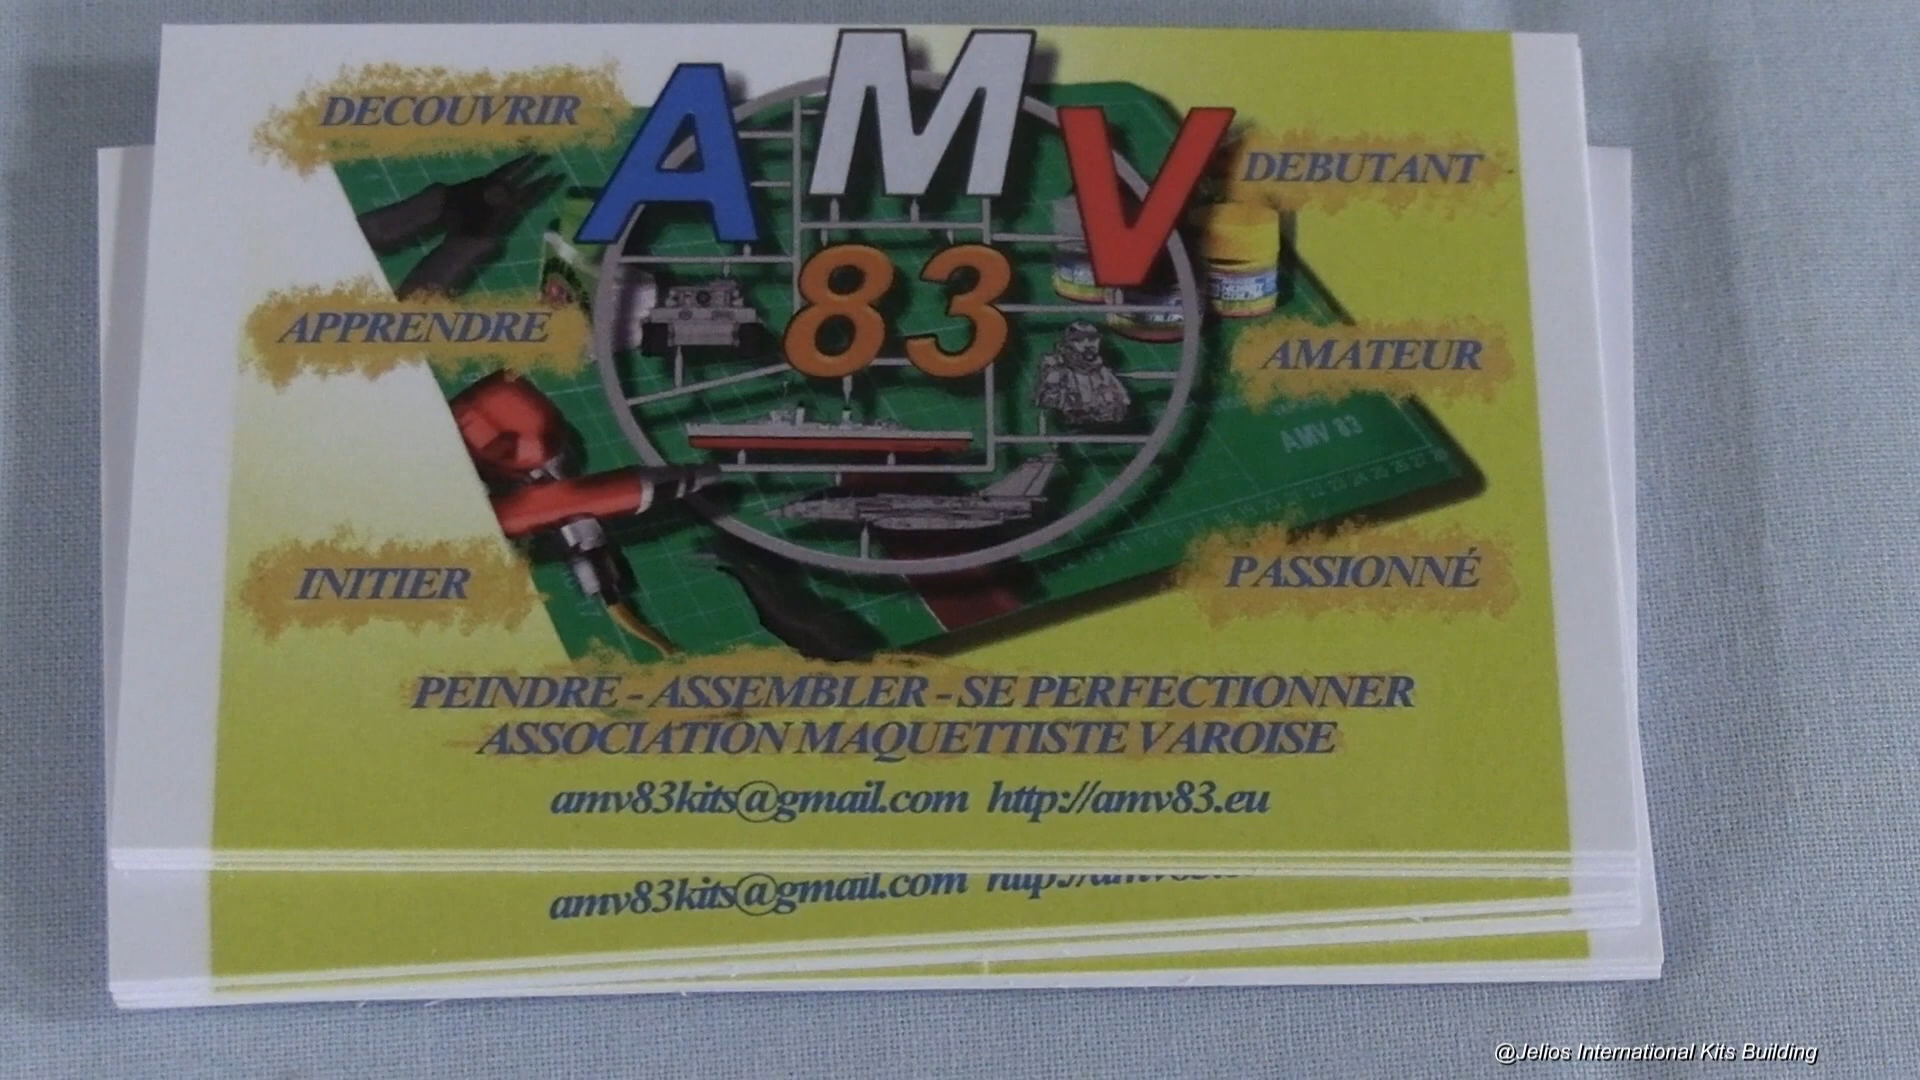 AMV
83
DECOUVRIR
DEBUTANT
APPRENDRE
AMATEUR
AMV 83
INITIER
PASSIONNÉ
PEINDRE - ASSEMBLER - SE PERFECTIONNER
ASSOCIATION MAQUETTISTE VAROISE
amv83kits@gmail.com http://amv83.eu
amv83kits@gmail.com
@Jelios International Kits Building